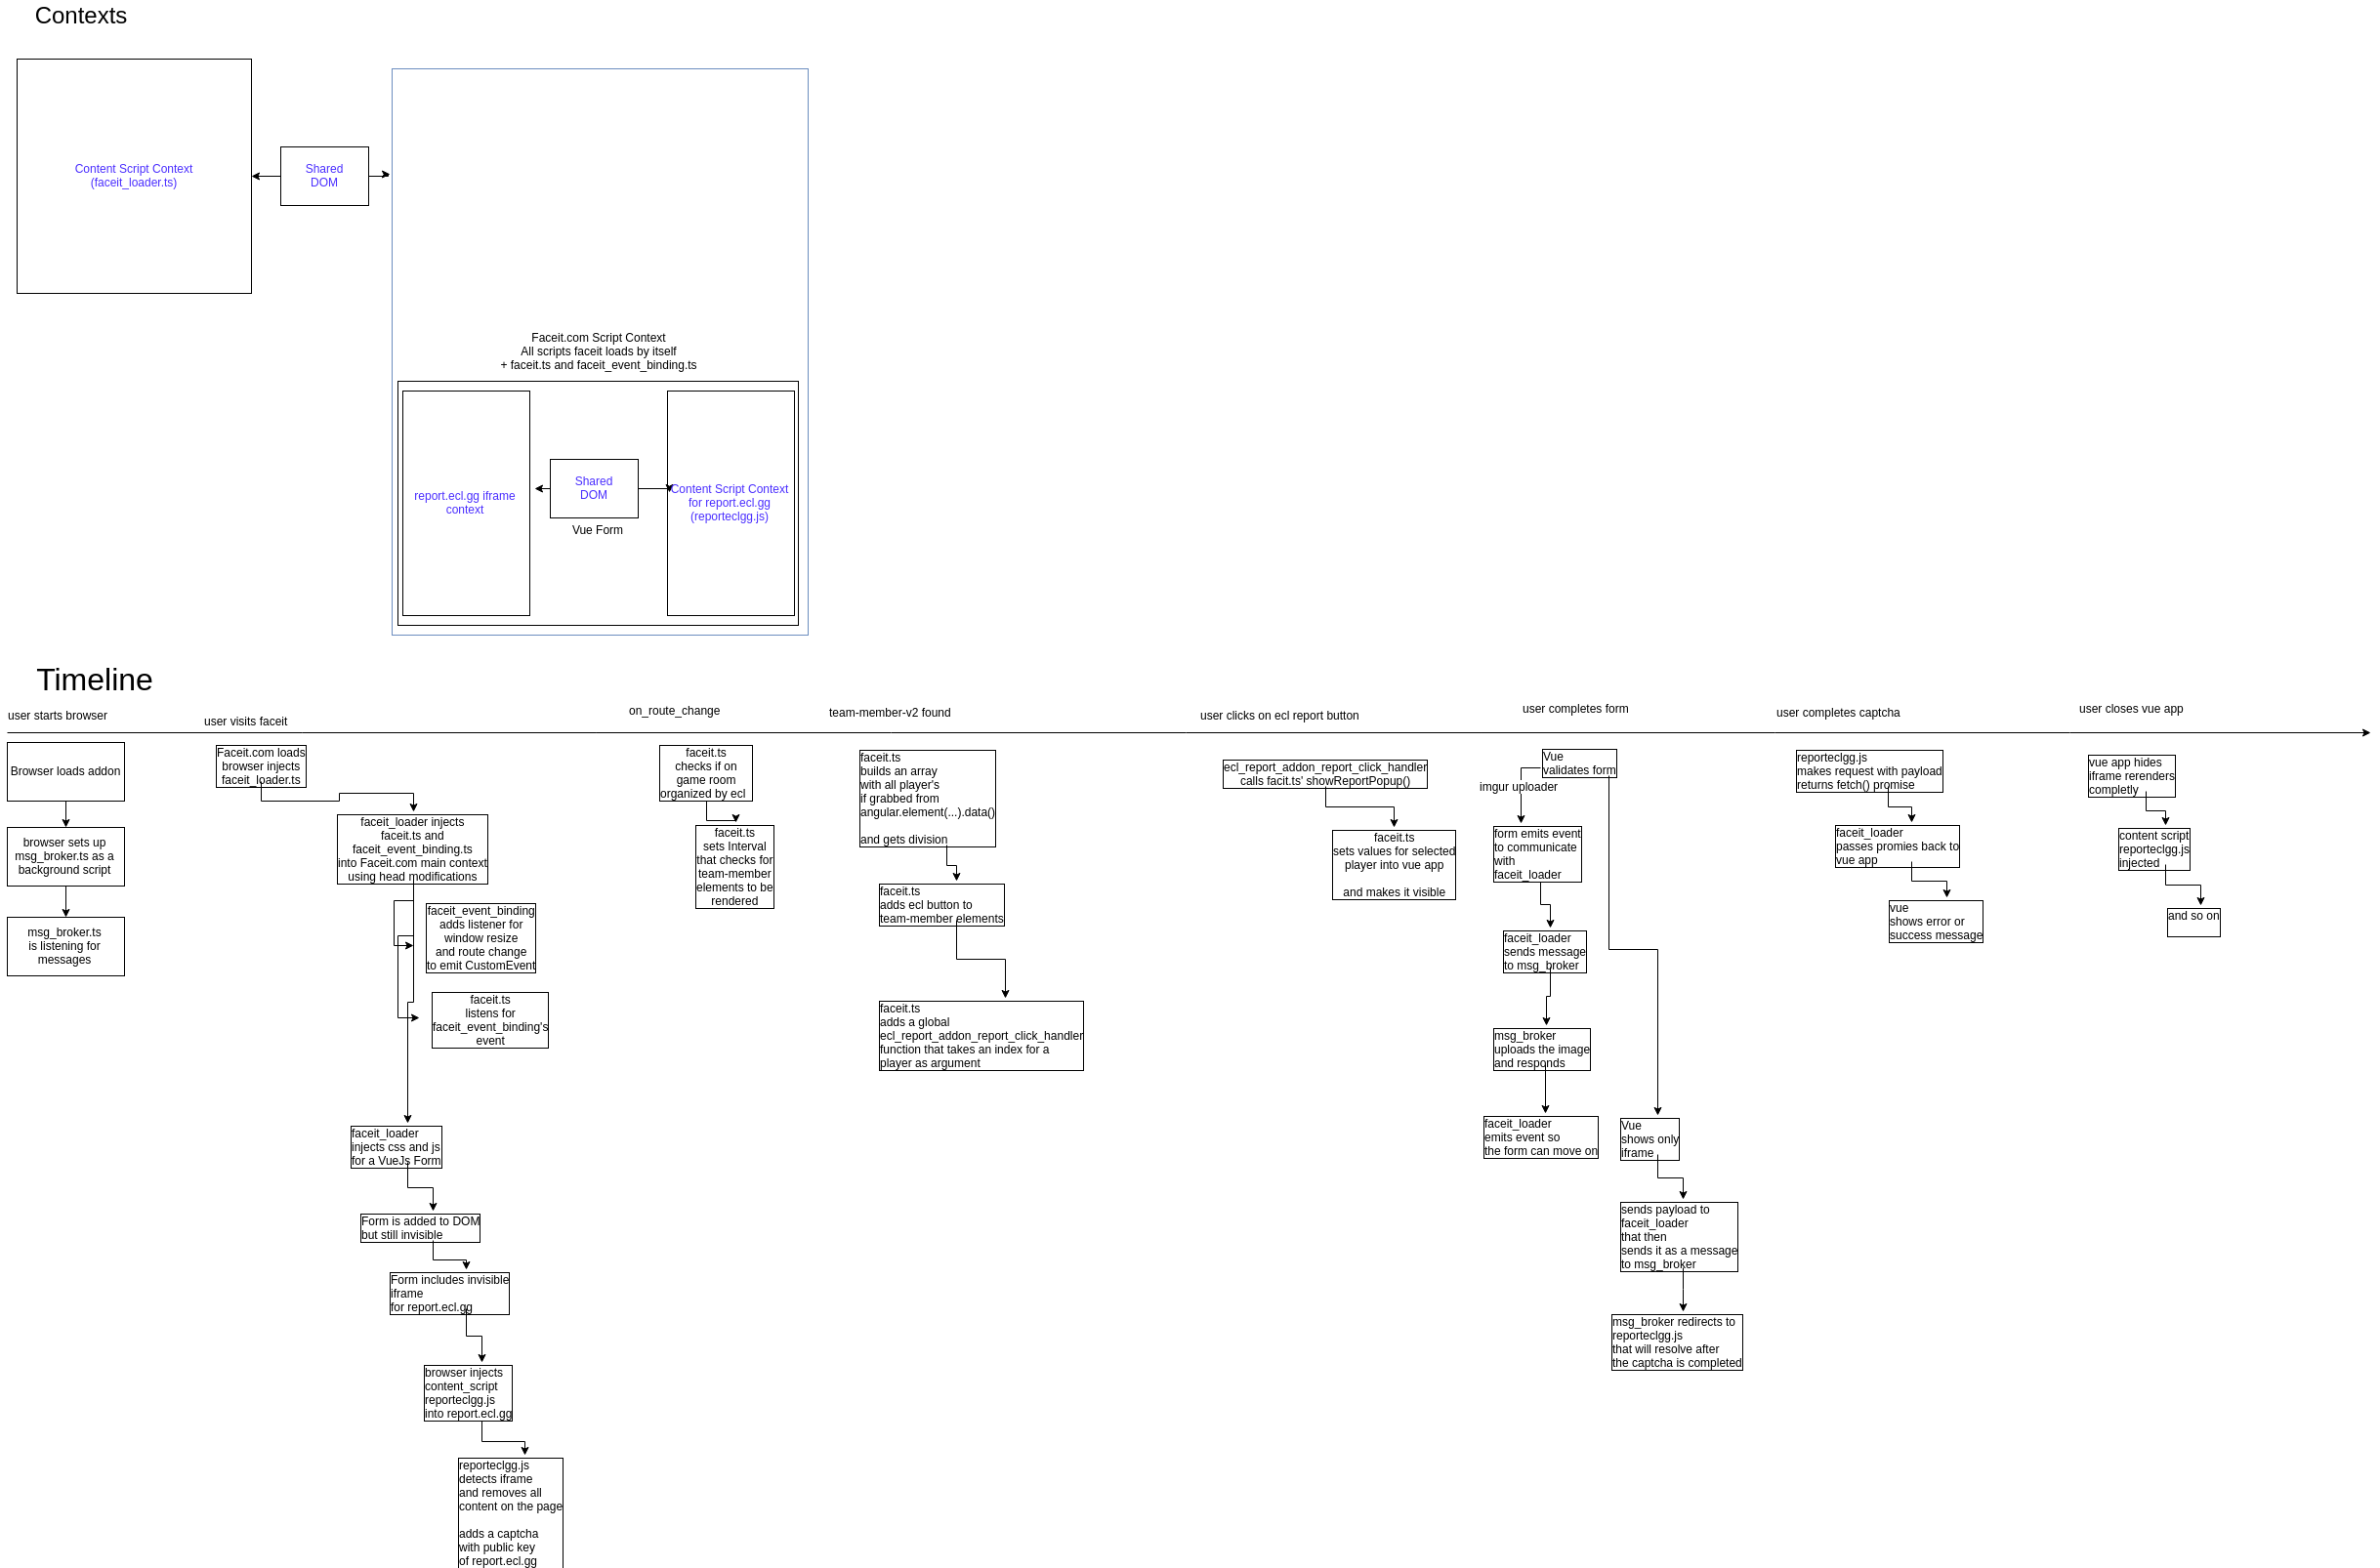 Contexts
Content Script Context
(faceit_loader.ts)
Shared
DOM
Faceit.com Script Context
All scripts faceit loads by itself
+ faceit.ts and faceit_event_binding.ts
report.ecl.gg iframe
context
Shared
DOM
Vue Form
Content Script Context
for report.ecl.gg
(reporteclgg.js)
Timeline
user starts browser
user visits faceit
on_route_change
team-member-v2 found
user clicks on ecl report button
user completes form
user completes captcha
user closes vue app
Browser loads addon
browser sets up
msg_broker.ts as a
background script
msg_broker.ts
is listening for
messages
Faceit.com loads
browser injects
faceit_loader.ts
faceit_loader injects
faceit.ts and
faceit_event_binding.ts
into Faceit.com main context
using head modifications
faceit_event_binding
adds listener for
window resize
and route change
to emit CustomEvent
faceit.ts
listens for
faceit_event_binding's
event
faceit_loader
injects css and js
for a VueJs Form
Form is added to DOM
but still invisible
Form includes invisible
iframe
for report.ecl.gg
browser injects
content_script
reporteclgg.js
into report.ecl.gg
reporteclgg.js
detects iframe
and removes all
content on the page
adds a captcha
with public key
of report.ecl.gg
faceit.ts
checks if on
game room
organized by ecl
faceit.ts
sets Interval
that checks for
team-member
elements to be
rendered
faceit.ts
builds an array
with all player's
if grabbed from
angular.element(...).data()
and gets division
faceit.ts
adds ecl button to
team-member elements
faceit.ts
adds a global
ecl_report_addon_report_click_handler
function that takes an index for a
player as argument
ecl_report_addon_report_click_handler
calls facit.ts' showReportPopup()
faceit.ts
sets values for selected
player into vue app
and makes it visible
Vue
validates form
imgur uploader
form emits event
to communicate
with
faceit_loader
faceit_loader
sends message
to msg_broker
msg_broker
uploads the image
and responds
faceit_loader
emits event so
the form can move on
Vue
shows only
iframe
sends payload to
faceit_loader
that then
sends it as a message
to msg_broker
msg_broker redirects to
reporteclgg.js
that will resolve after
the captcha is completed
reporteclgg.js
makes request with payload
returns fetch() promise
faceit_loader
passes promies back to
vue app
vue
shows error or
success message
vue app hides
iframe rerenders
completly
content script
reporteclgg.js
injected
and so on